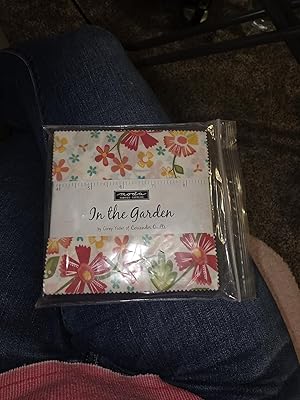 moda
In the Garden
by Corey Yoder of Coriander Quilts